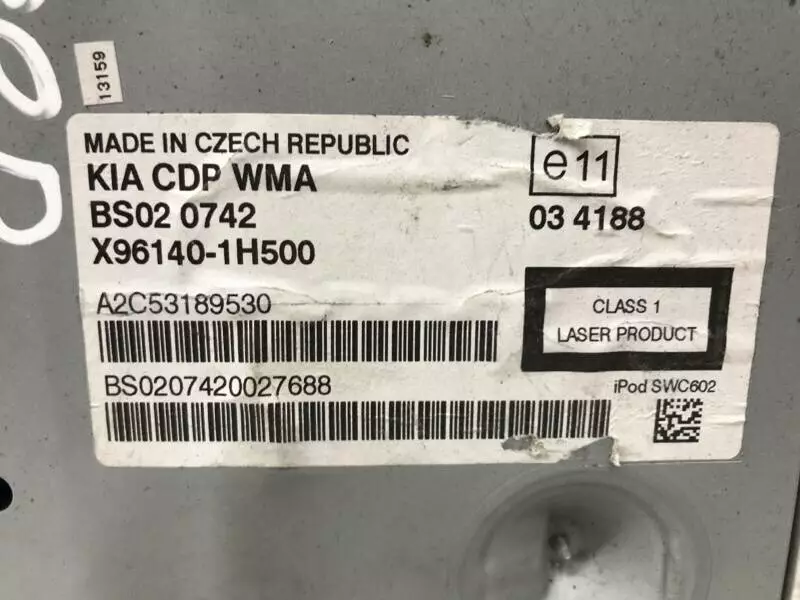 13159
MADE IN CZECH REPUBLIC
KIA CDP WMA
BS02 0742
X96140-1H500
e11
03 4188
A2C53189530
CLASS 1
LASER PRODUCT
BS0207420027688
iPod SWC602